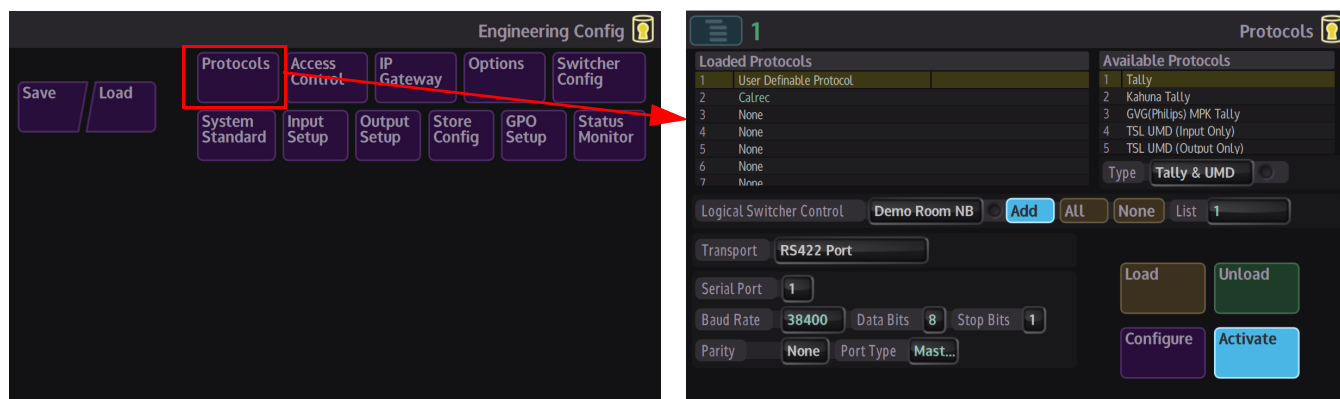 Engineering Config
Save
Load
Protocols
Access Control
IP Gateway
Options
Switcher Config
System Standard
Input Setup
Output Setup
Store Config
GPO Setup
Status Monitor
1
Protocols
Loaded Protocols
1 User Definable Protocol
2 Calrec
3 None
4 None
5 None
6 None
7 None
Available Protocols
1 Tally
2 Kahuna Tally
3 GVG(Philips) MPK Tally
4 TSL UMD (Input Only)
5 TSL UMD (Output Only)
Type Tally & UMD
Logical Switcher Control Demo Room NB Add All None List 1
Transport RS422 Port
Serial Port 1
Baud Rate 38400 Data Bits 8 Stop Bits 1
Parity None Port Type Mast...
Load Unload
Configure Activate